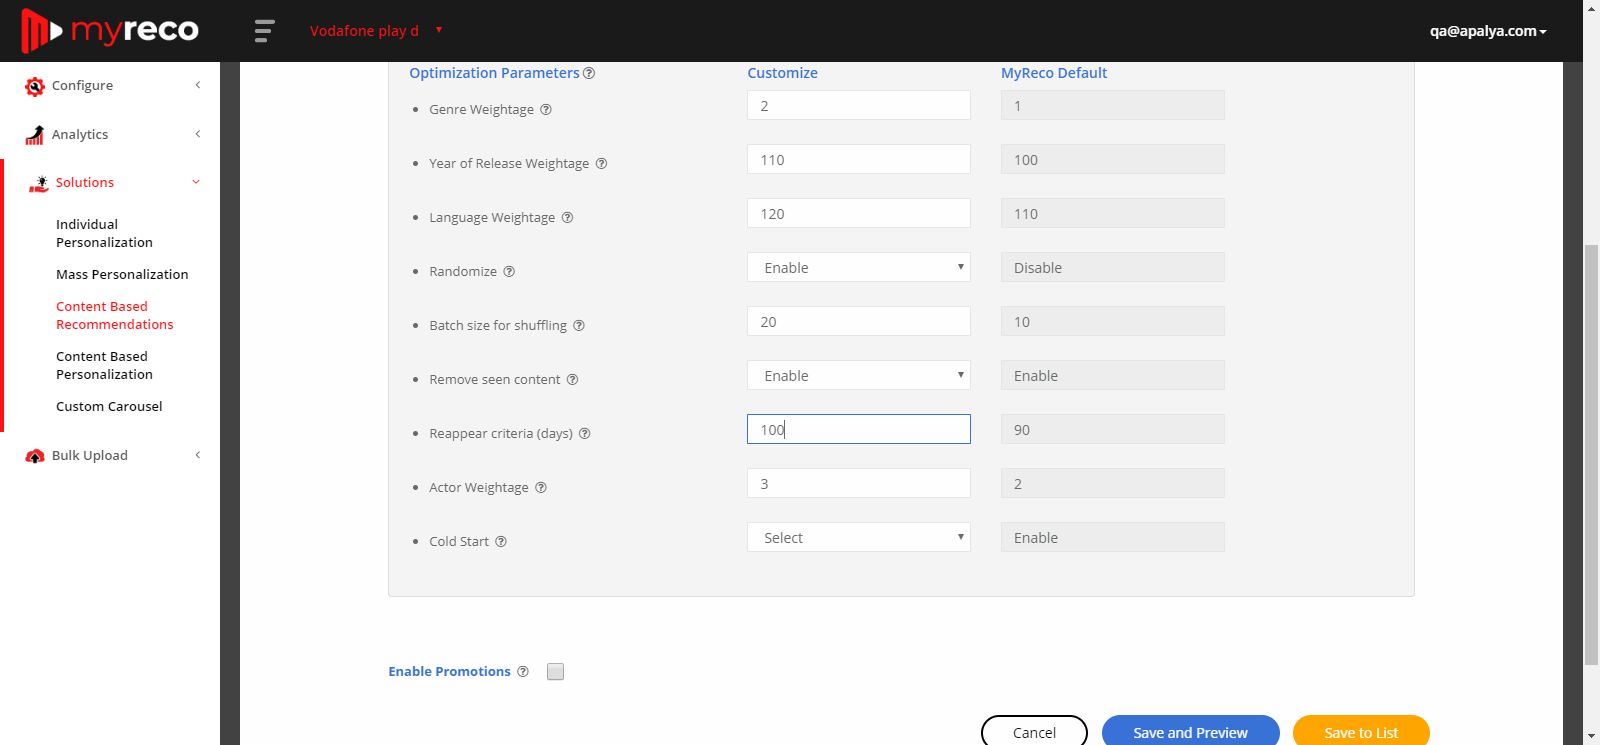 myreco
Vodafone play d
qa@apalya.com
Configure
Analytics
Solutions
Individual
Personalization
Mass Personalization
Content Based
Recommendations
Content Based
Personalization
Custom Carousel
Bulk Upload
Optimization Parameters Customize MyReco Default
Genre Weightage 2 1
Year of Release Weightage 110 100
Language Weightage 120 110
Randomize Enable Disable
Batch size for shuffling 20 10
Remove seen content Enable Enable
Reappear criteria (days) 100 90
Actor Weightage 3 2
Cold Start Select Enable
Enable Promotions
Cancel Save and Preview Save to List